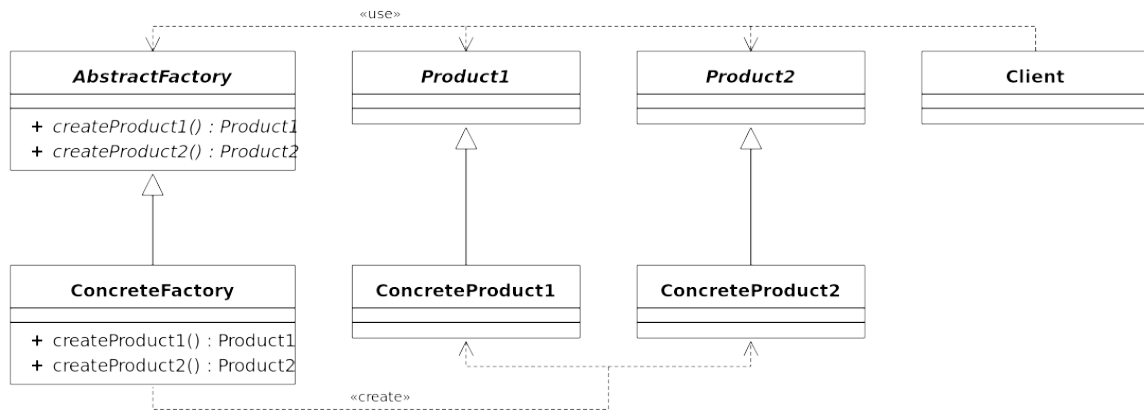 «use»
AbstractFactory
Product1
Product2
Client
+ createProduct1() : Product1
+ createProduct2() : Product2
ConcreteFactory
ConcreteProduct1
ConcreteProduct2
+ createProduct1() : Product1
+ createProduct2() : Product2
«create»